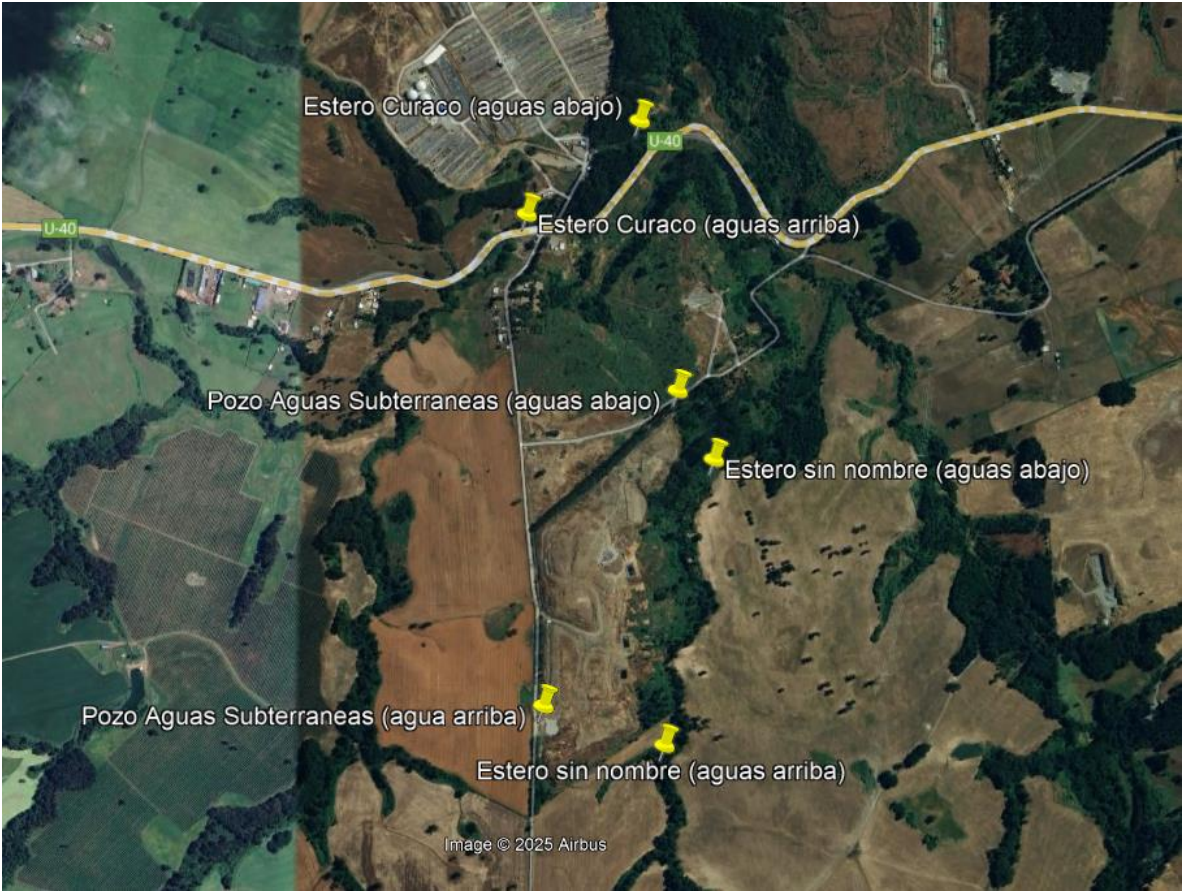 Estero Curaco (aguas abajo)
U-40
Estero Curaco (aguas arriba)
U-40
Pozo Aguas Subterraneas (aguas abajo)
Estero sin nombre (aguas abajo)
Pozo Aguas Subterraneas (agua arriba)
Estero sin nombre (aguas arriba)
Image © 2025 Airbus